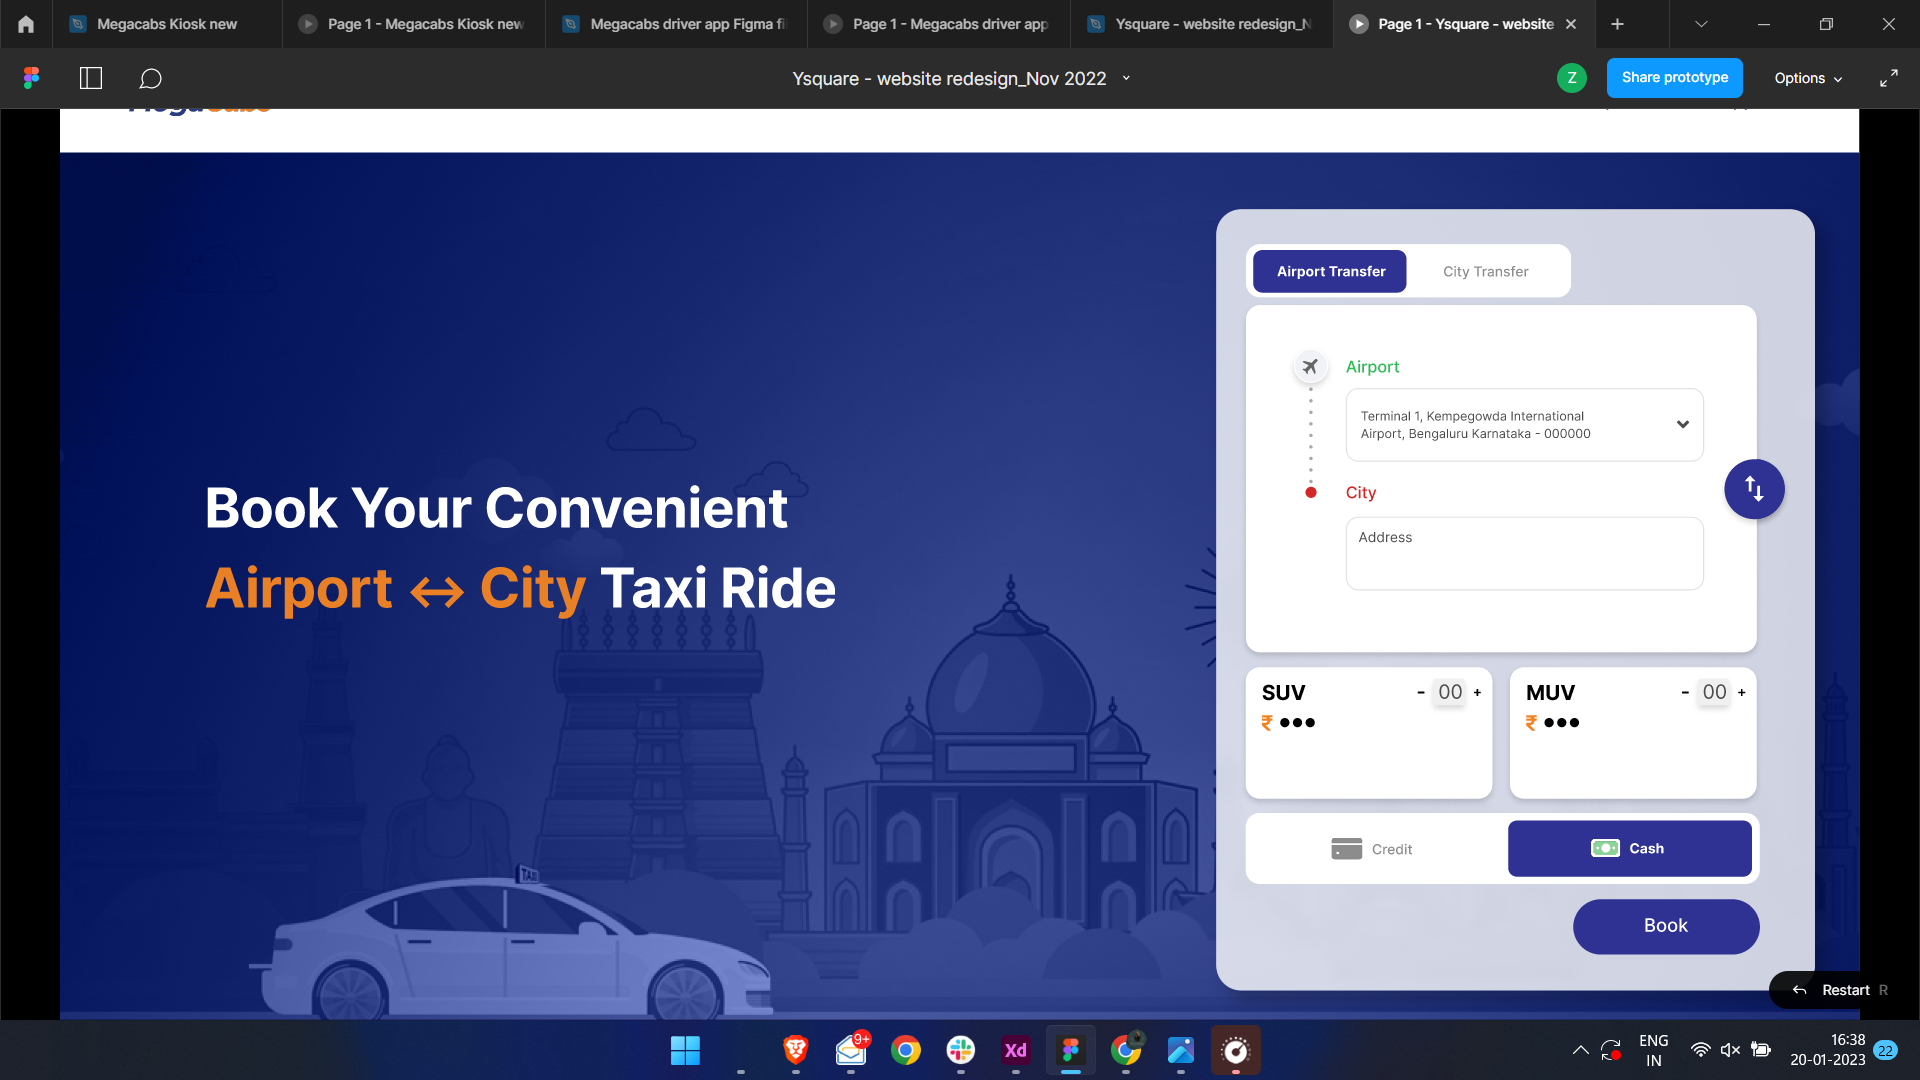 Megacabs Kiosk new
Page 1 - Megacabs Kiosk new
Megacabs driver app Figma fi
Page 1 - Megacabs driver app
Ysquare - website redesign_N
Page 1 - Ysquare - website
Ysquare - website redesign_Nov 2022
Z
Share prototype
Options
Airport Transfer
City Transfer
Airport
Terminal 1, Kempegowda International
Airport, Bengaluru Karnataka - 000000
City
Address
Book Your Convenient
Airport ↔ City Taxi Ride
SUV
- 00 +
₹ •••
MUV
- 00 +
₹ •••
Credit
Cash
Book
TAXI
Restart R
9+
Xd
ENG
IN
16:38
20-01-2023
22